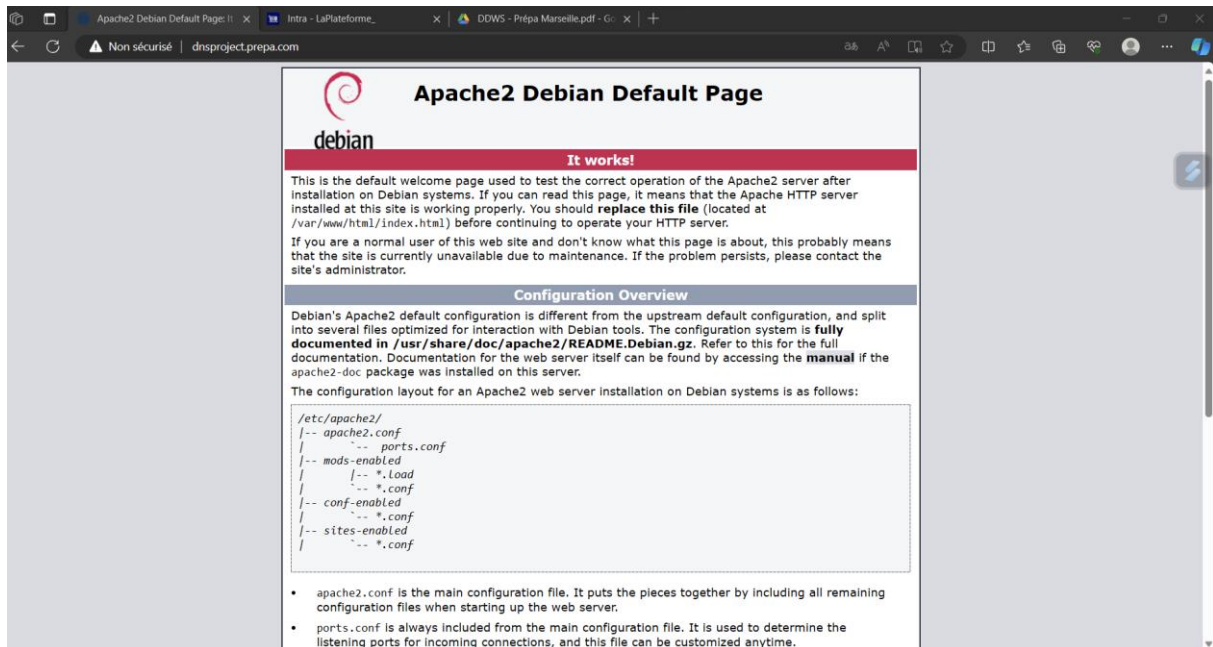 Apache2 Debian Default Page: It
Intra - LaPlateforme_
DDWS - Prépa Marseille.pdf - Go
Non sécurisé | dnsproject.prepa.com
debian
Apache2 Debian Default Page
It works!
This is the default welcome page used to test the correct operation of the Apache2 server after
installation on Debian systems. If you can read this page, it means that the Apache HTTP server
installed at this site is working properly. You should replace this file (located at
/var/www/html/index.html) before continuing to operate your HTTP server.
If you are a normal user of this web site and don't know what this page is about, this probably means
that the site is currently unavailable due to maintenance. If the problem persists, please contact the
site's administrator.
Configuration Overview
Debian's Apache2 default configuration is different from the upstream default configuration, and split
into several files optimized for interaction with Debian tools. The configuration system is fully
documented in /usr/share/doc/apache2/README.Debian.gz. Refer to this for the full
documentation. Documentation for the web server itself can be found by accessing the manual if the
apache2-doc package was installed on this server.
The configuration layout for an Apache2 web server installation on Debian systems is as follows:
/etc/apache2/
|-- apache2.conf
|       `--  ports.conf
|-- mods-enabled
|       |-- *.load
|       `-- *.conf
|-- conf-enabled
|       `-- *.conf
|-- sites-enabled
|       `-- *.conf
• apache2.conf is the main configuration file. It puts the pieces together by including all remaining
configuration files when starting up the web server.
• ports.conf is always included from the main configuration file. It is used to determine the
listening ports for incoming connections, and this file can be customized anytime.